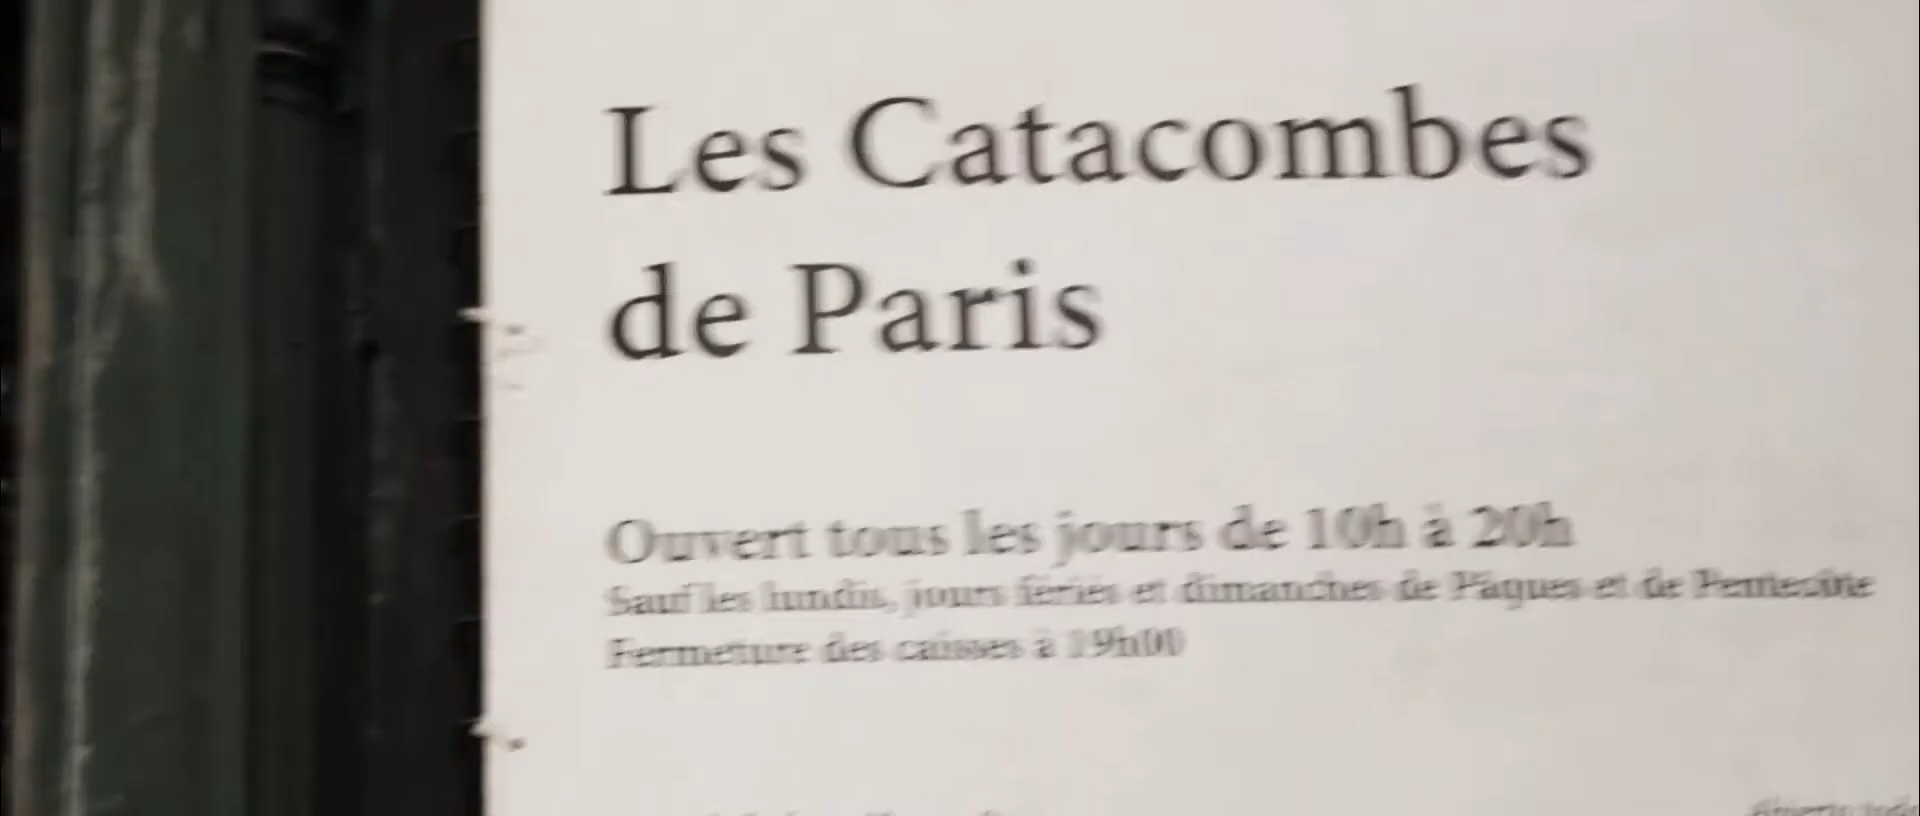 Les Catacombes
de Paris
Ouvert tous les jours de 10h à 20h
Sauf les lundis, jours fériés et dimanches de Pâques et de Pentecôte
Fermeture des caisses à 19h00